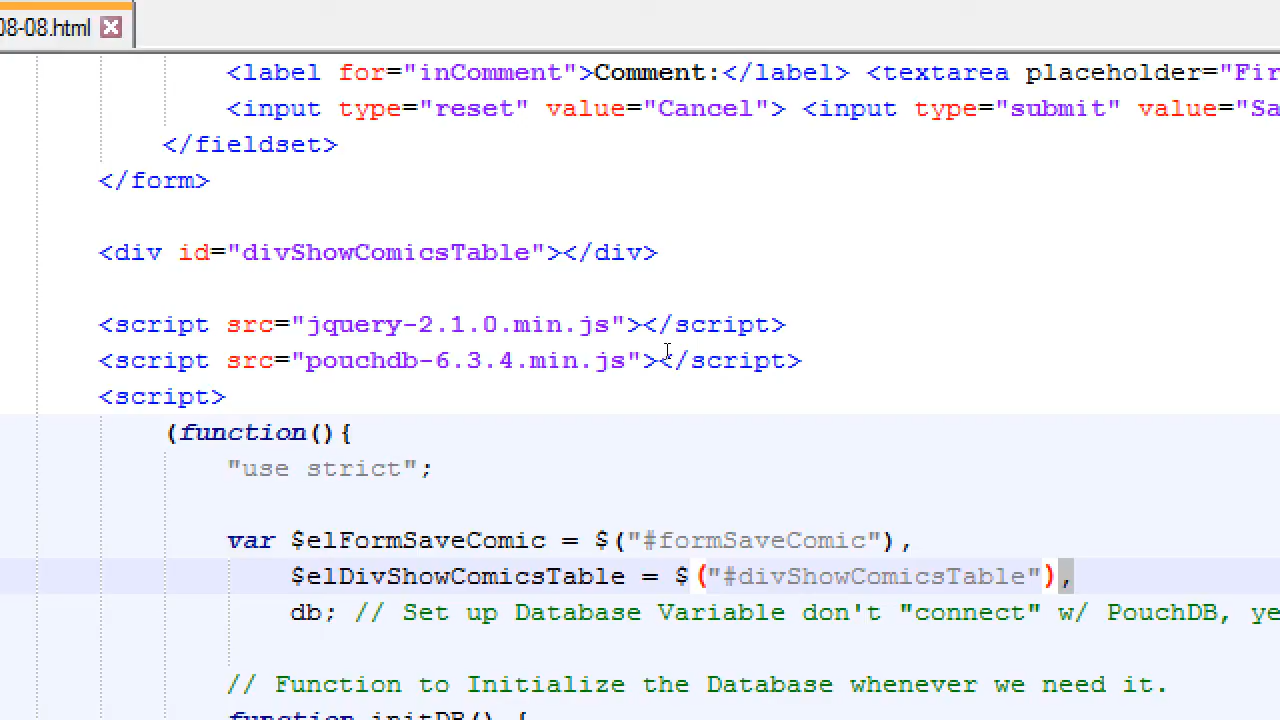 08-08.html
<label for="inComment">Comment:</label> <textarea placeholder="Fir
<input type="reset" value="Cancel"> <input type="submit" value="Sa
</fieldset>
</form>
<div id="divShowComicsTable"></div>
<script src="jquery-2.1.0.min.js"></script>
<script src="pouchdb-6.3.4.min.js"></script>
<script>
(function(){
"use strict";
var $elFormSaveComic = $("#formSaveComic"),
$elDivShowComicsTable = $("#divShowComicsTable"),
db; // Set up Database Variable don't "connect" w/ PouchDB, ye
// Function to Initialize the Database whenever we need it.
function initDB() {